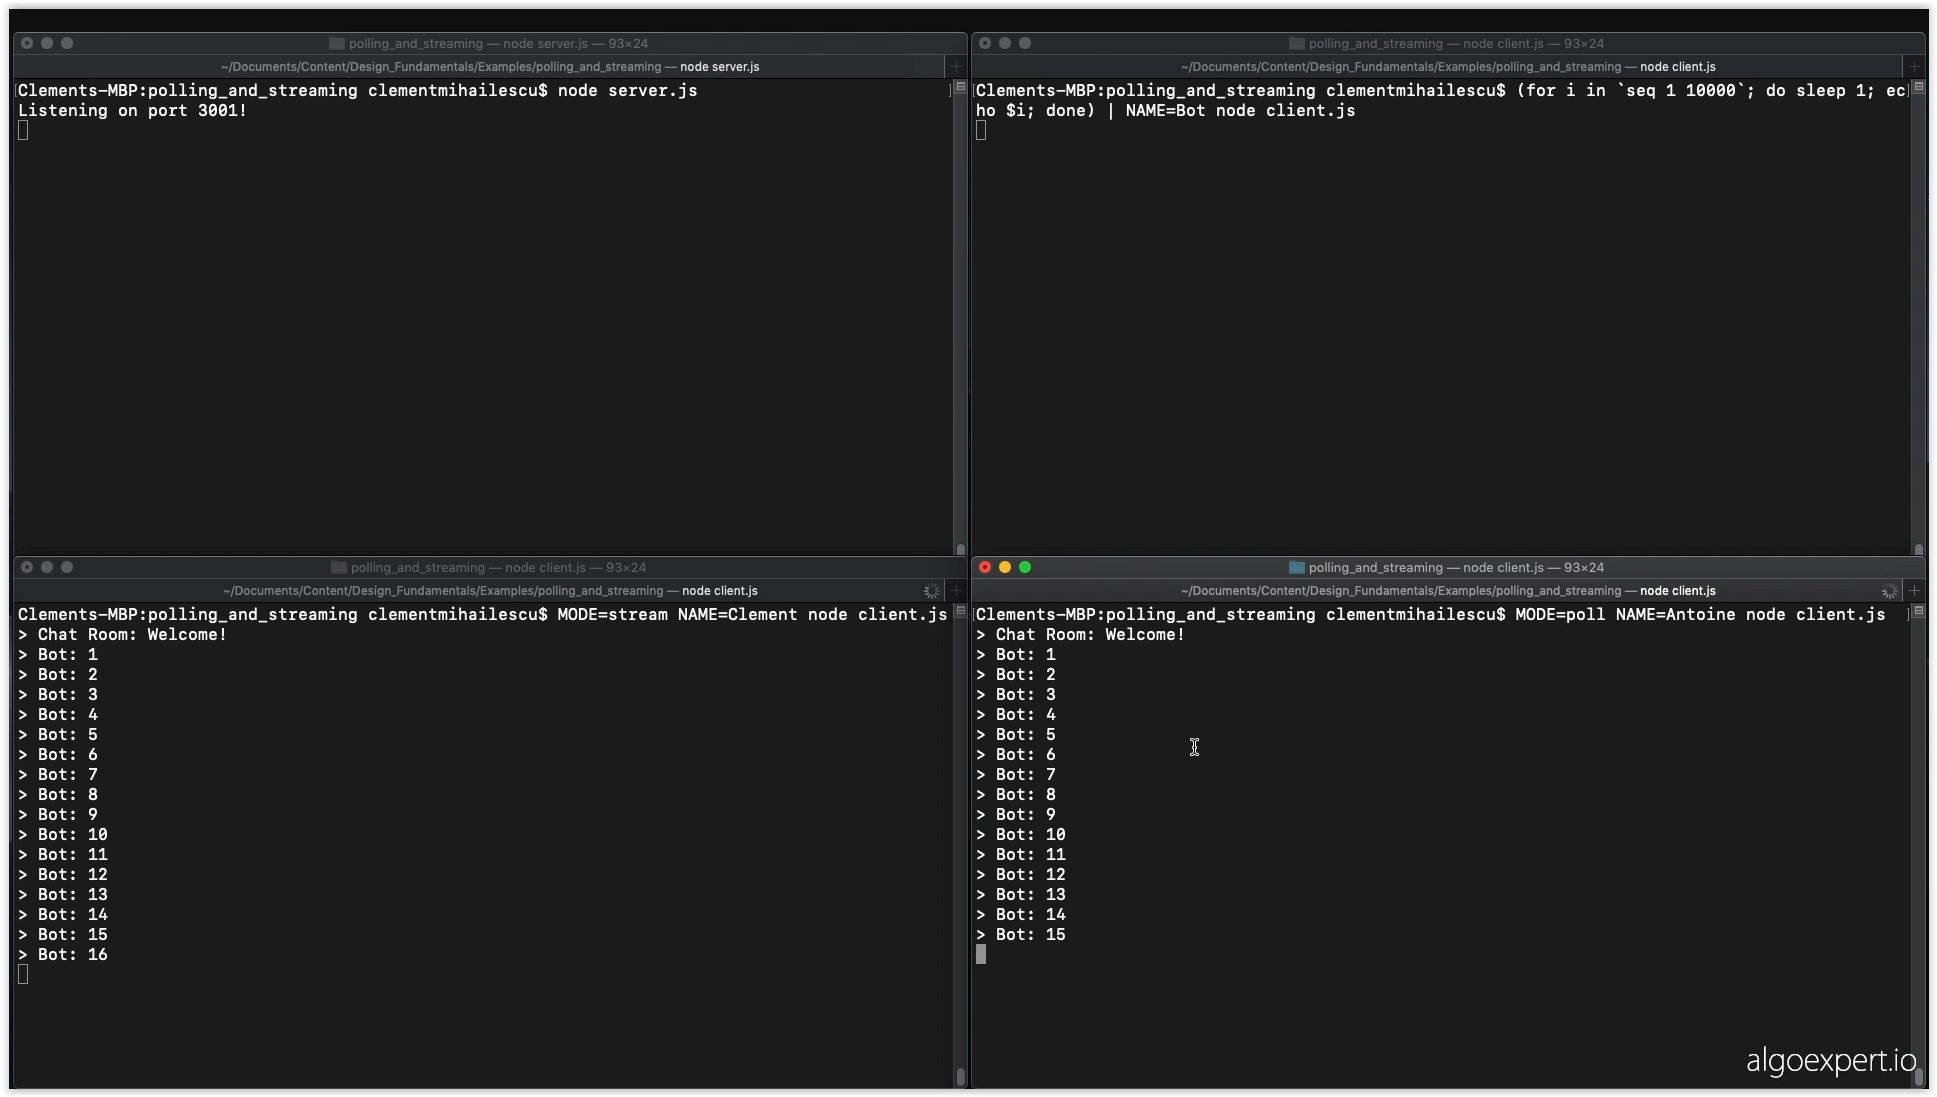 polling_and_streaming — node server.js — 93×24
~/Documents/Content/Design_Fundamentals/Examples/polling_and_streaming — node server.js
Clements-MBP:polling_and_streaming clementmihailescu$ node server.js
Listening on port 3001!
polling_and_streaming — node client.js — 93×24
~/Documents/Content/Design_Fundamentals/Examples/polling_and_streaming — node client.js
Clements-MBP:polling_and_streaming clementmihailescu$ (for i in `seq 1 10000`; do sleep 1; ec
ho $i; done) | NAME=Bot node client.js
polling_and_streaming — node client.js — 93×24
~/Documents/Content/Design_Fundamentals/Examples/polling_and_streaming — node client.js
Clements-MBP:polling_and_streaming clementmihailescu$ MODE=stream NAME=Clement node client.js
> Chat Room: Welcome!
> Bot: 1
> Bot: 2
> Bot: 3
> Bot: 4
> Bot: 5
> Bot: 6
> Bot: 7
> Bot: 8
> Bot: 9
> Bot: 10
> Bot: 11
> Bot: 12
> Bot: 13
> Bot: 14
> Bot: 15
> Bot: 16
polling_and_streaming — node client.js — 93×24
~/Documents/Content/Design_Fundamentals/Examples/polling_and_streaming — node client.js
Clements-MBP:polling_and_streaming clementmihailescu$ MODE=poll NAME=Antoine node client.js
> Chat Room: Welcome!
> Bot: 1
> Bot: 2
> Bot: 3
> Bot: 4
> Bot: 5
> Bot: 6
> Bot: 7
> Bot: 8
> Bot: 9
> Bot: 10
> Bot: 11
> Bot: 12
> Bot: 13
> Bot: 14
> Bot: 15
algoexpert.io